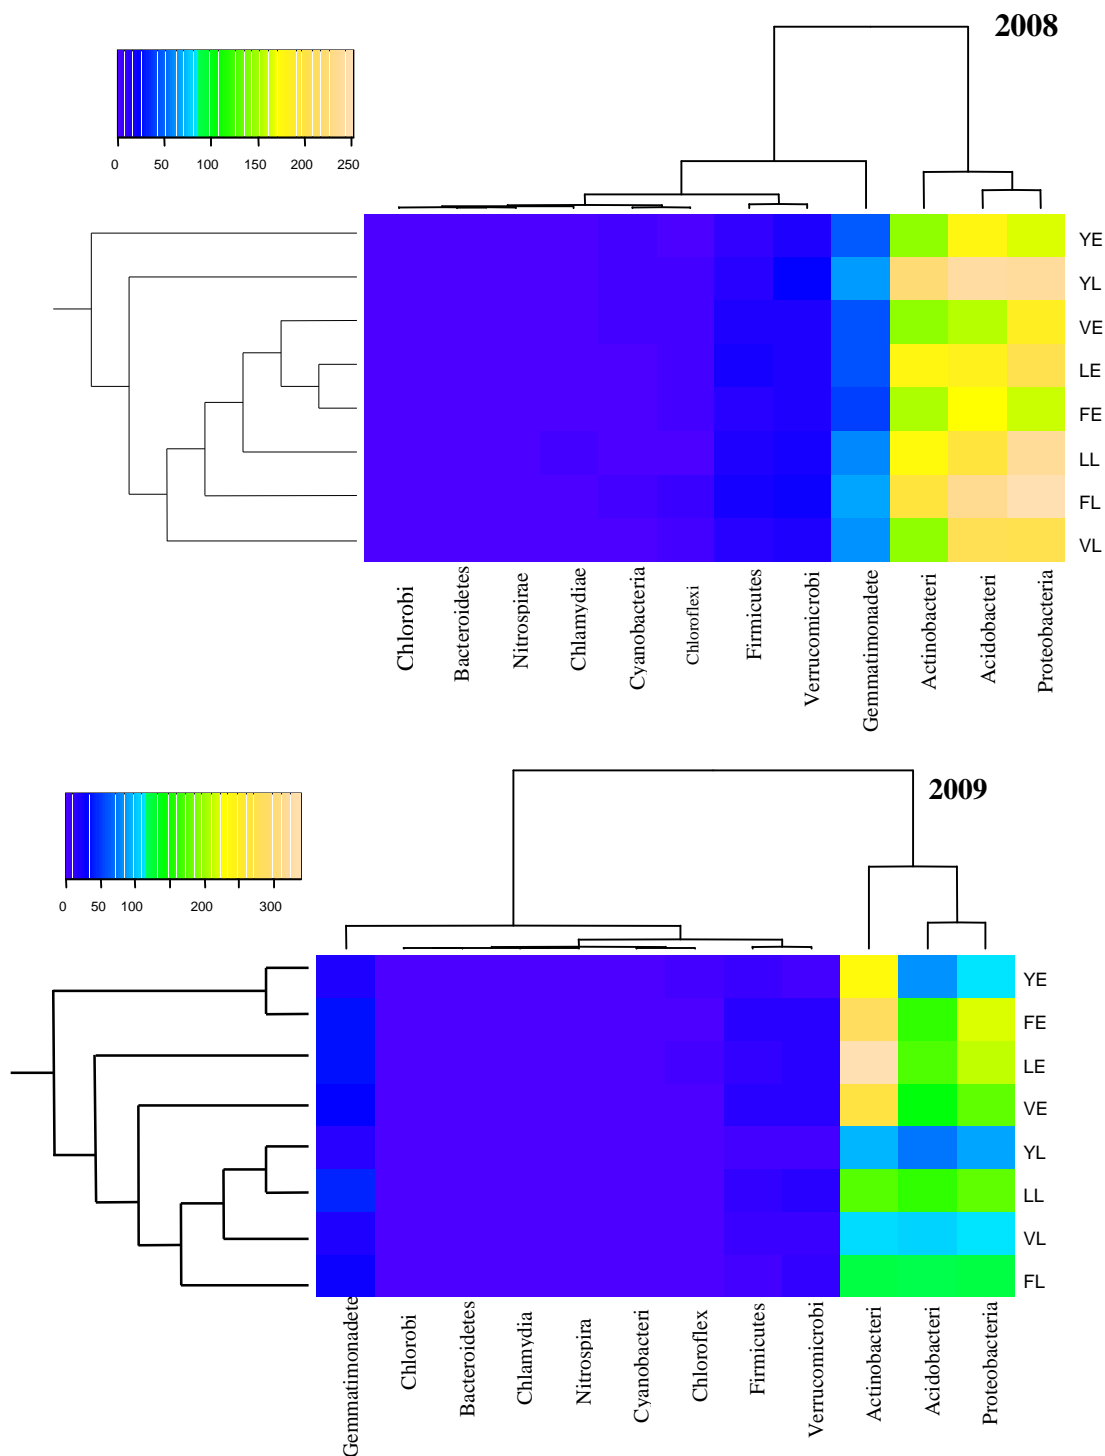 2008
0 50 100 150 200 250
YE
YL
VE
LE
FE
LL
FL
VL
Chlorobi
Bacteroidetes
Nitrospirae
Chlamydiae
Cyanobacteria
Chloroflexi
Firmicutes
Verrucomicrobi
Gemmatimonadete
Actinobacteri
Acidobacteri
Proteobacteria
2009
0 50 100 200 300
YE
FE
LE
VE
YL
LL
VL
FL
Gemmatimonadete
Chlorobi
Bacteroidetes
Chlamydia
Nitrospira
Cyanobacteri
Chloroflex
Firmicutes
Verrucomicrobi
Actinobacteri
Acidobacteri
Proteobacteria